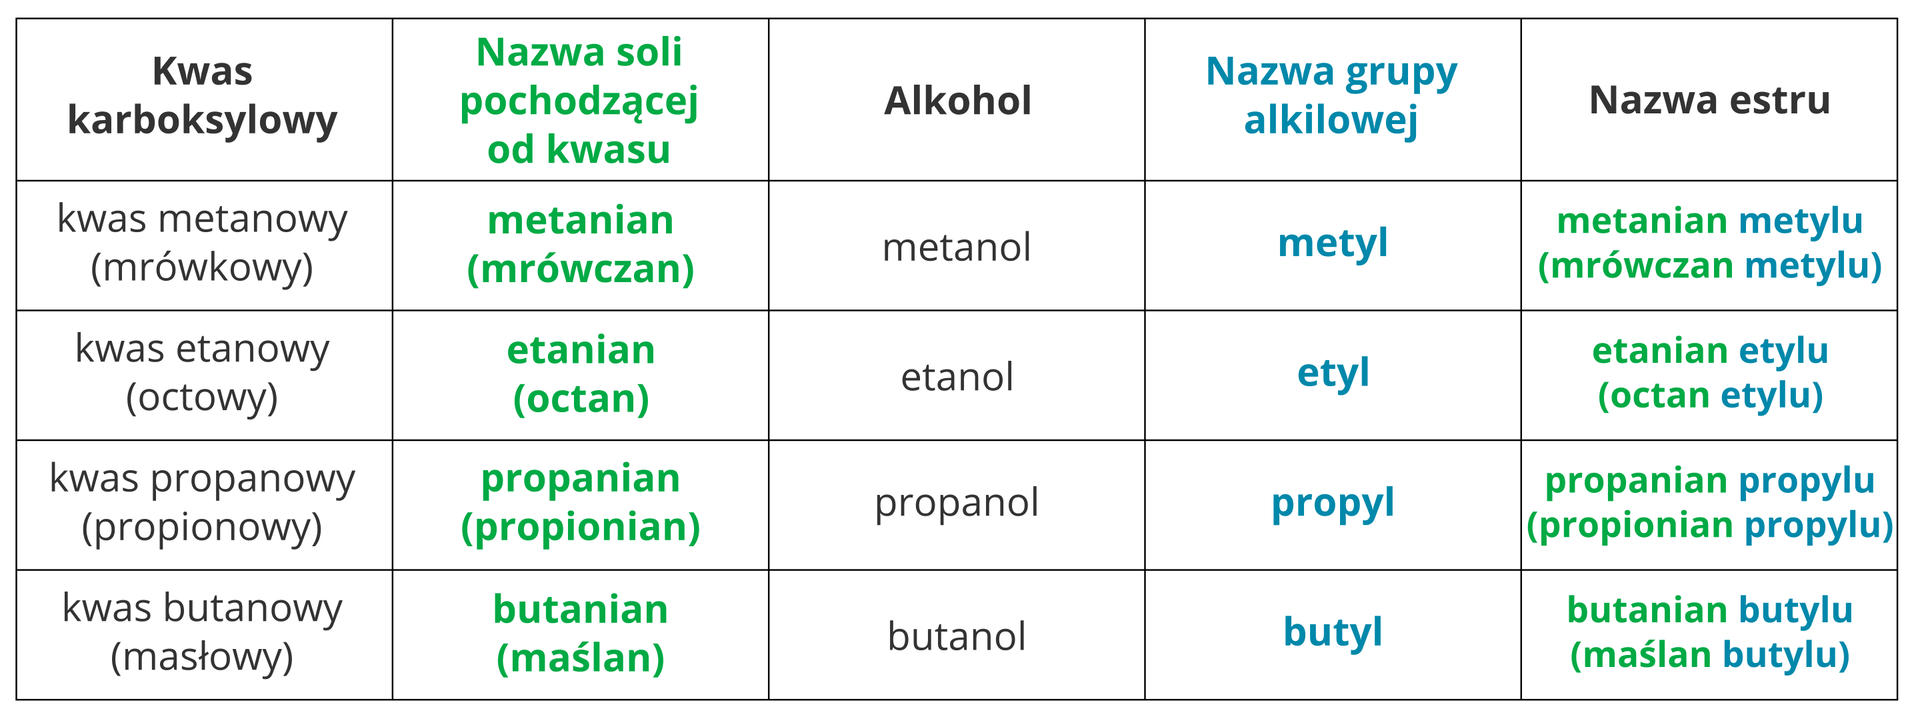 Kwas
karboksylowy
Nazwa soli
pochodzącej
od kwasu
Alkohol
Nazwa grupy
alkilowej
Nazwa estru
kwas metanowy
(mrówkowy)
metanian
(mrówczan)
metanol
metyl
metanian metylu
(mrówczan metylu)
kwas etanowy
(octowy)
etanian
(octan)
etanol
etyl
etanian etylu
(octan etylu)
kwas propanowy
(propionowy)
propanian
(propionian)
propanol
propyl
propanian propylu
(propionian propylu)
kwas butanowy
(masłowy)
butanian
(maślan)
butanol
butyl
butanian butylu
(maślan butylu)